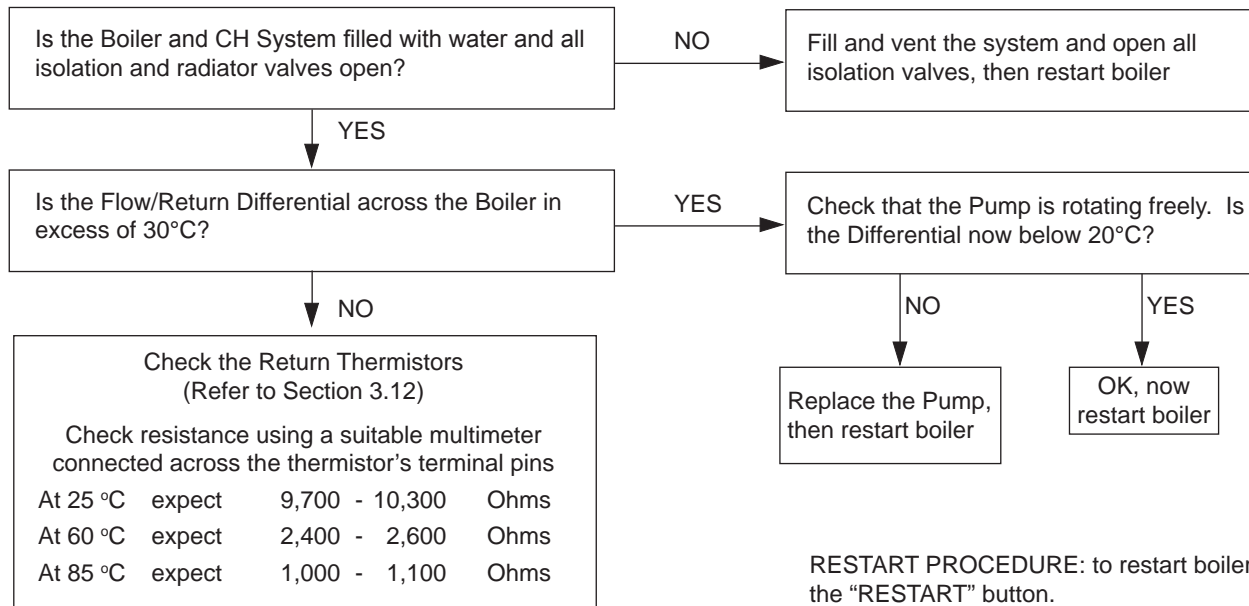 Is the Boiler and CH System filled with water and all
isolation and radiator valves open?
NO
Fill and vent the system and open all
isolation valves, then restart boiler
YES
Is the Flow/Return Differential across the Boiler in
excess of 30°C?
YES
Check that the Pump is rotating freely. Is
the Differential now below 20°C?
NO
NO
YES
Check the Return Thermistors
(Refer to Section 3.12)
Check resistance using a suitable multimeter
connected across the thermistor's terminal pins
At 25 °C expect 9,700 - 10,300 Ohms
At 60 °C expect 2,400 - 2,600 Ohms
At 85 °C expect 1,000 - 1,100 Ohms
Replace the Pump,
then restart boiler
OK, now
restart boiler
RESTART PROCEDURE: to restart boiler
the “RESTART” button.